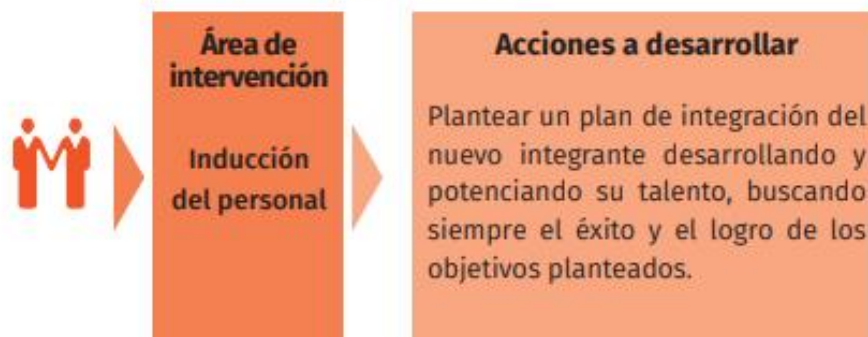 Área de
intervención
Inducción
del personal
Acciones a desarrollar
Plantear un plan de integración del
nuevo integrante desarrollando y
potenciando su talento, buscando
siempre el éxito y el logro de los
objetivos planteados.